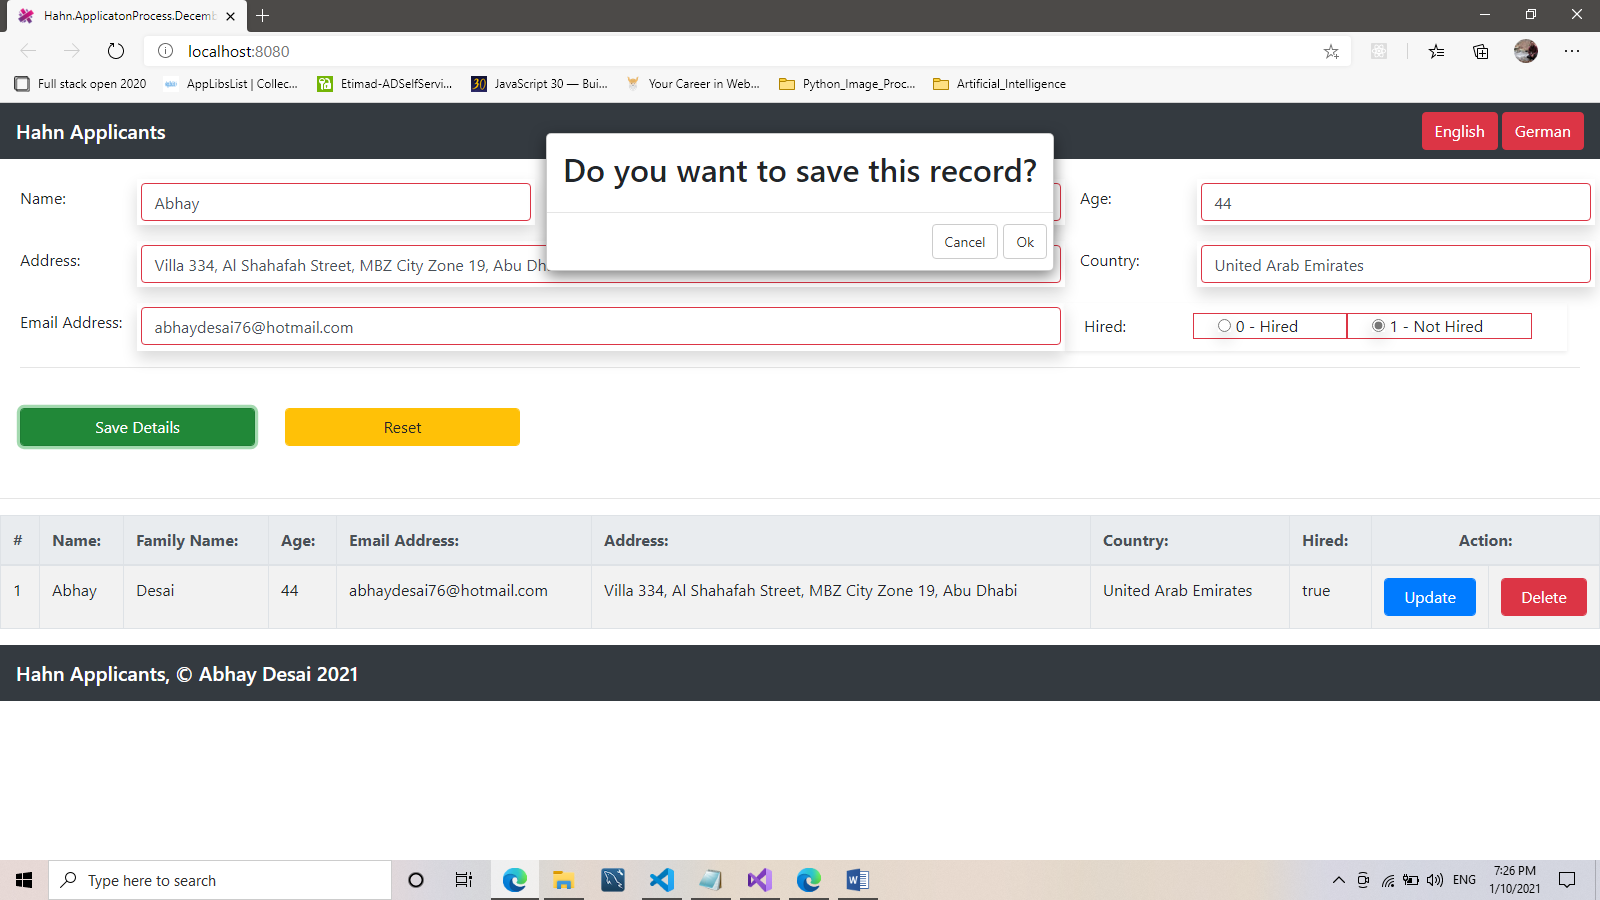 Hahn.ApplicatonProcess.Decemb
localhost:8080
Full stack open 2020
AppLibsList | Collec...
Etimad-ADSelfServi...
30
JavaScript 30 — Bui...
Your Career in Web...
Python_Image_Proc...
Artificial_Intelligence
Hahn Applicants
English
German
Do you want to save this record?
Cancel
Ok
Name:
Abhay
Age:
44
Address:
Villa 334, Al Shahafah Street, MBZ City Zone 19, Abu Dh
Country:
United Arab Emirates
Email Address:
abhaydesai76@hotmail.com
Hired:
0 - Hired
1 - Not Hired
Save Details
Reset
# Name: Family Name: Age: Email Address: Address: Country: Hired: Action:
1 Abhay Desai 44 abhaydesai76@hotmail.com Villa 334, Al Shahafah Street, MBZ City Zone 19, Abu Dhabi United Arab Emirates true Update Delete
Hahn Applicants, © Abhay Desai 2021
Type here to search
ENG
7:26 PM
1/10/2021